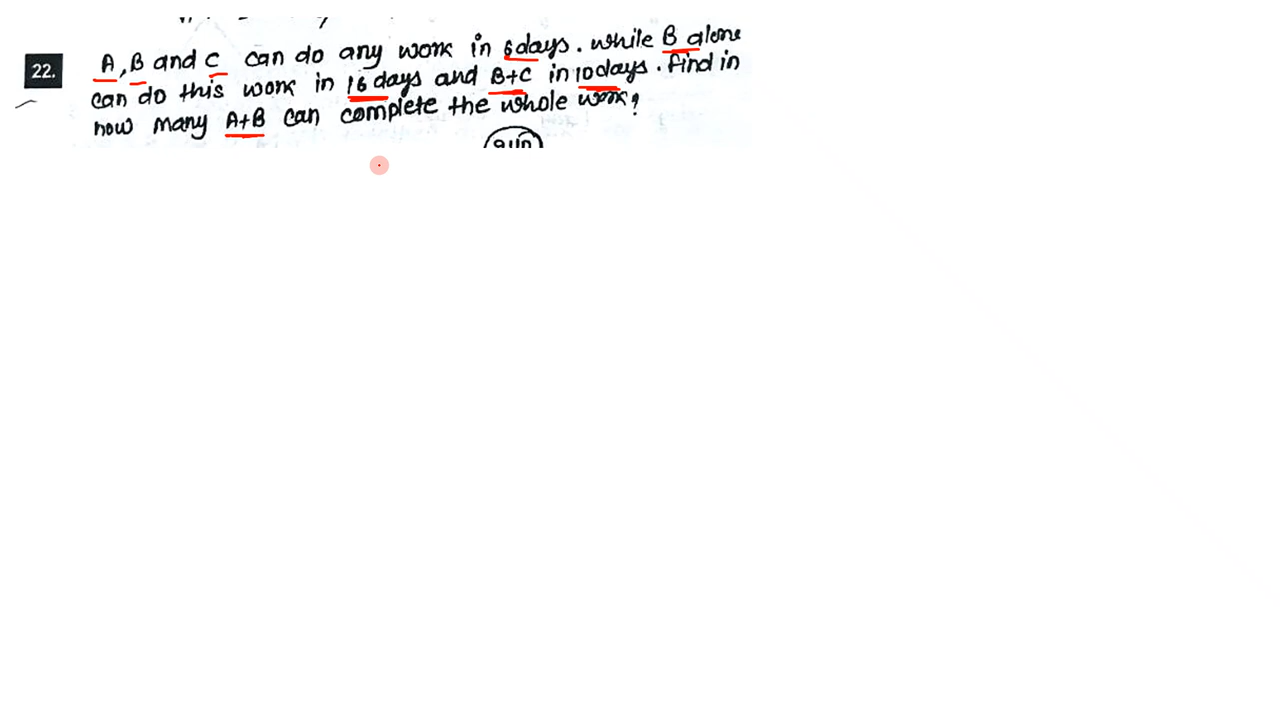 22. A, B and C can do any work in 6 days. while B alone
can do this work in 16 days and B+C in 10 days. Find in
how many A+B can complete the whole work?